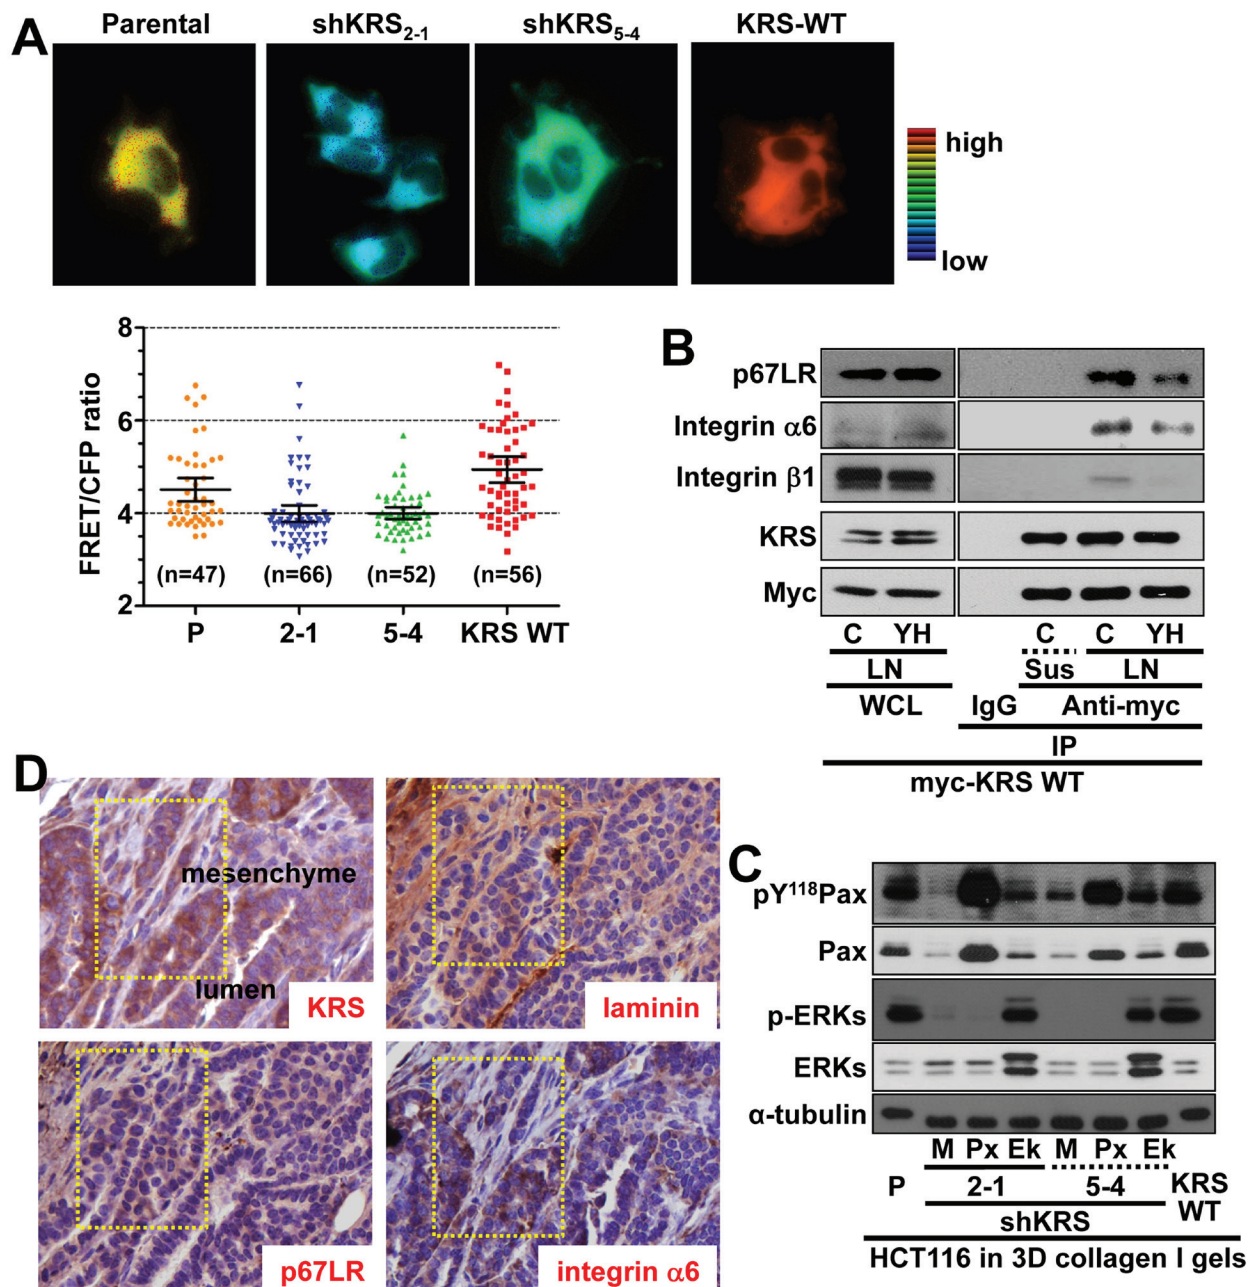 A
Parental shKRS2-1 shKRS5-4 KRS-WT
high
low
FRET/CFP ratio
8
6
4
2
(n=47) (n=66) (n=52) (n=56)
P 2-1 5-4 KRS WT
B
p67LR
Integrin α6
Integrin β1
KRS
Myc
C YH C C YH
LN Sus LN
WCL IgG Anti-myc
IP
myc-KRS WT
D
mesenchyme
lumen
KRS
laminin
p67LR
integrin α6
C
pY¹¹⁸Pax
Pax
p-ERKs
ERKs
α-tubulin
M Px Ek M Px Ek
P 2-1 5-4 KRS
WT
shKRS
HCT116 in 3D collagen I gels